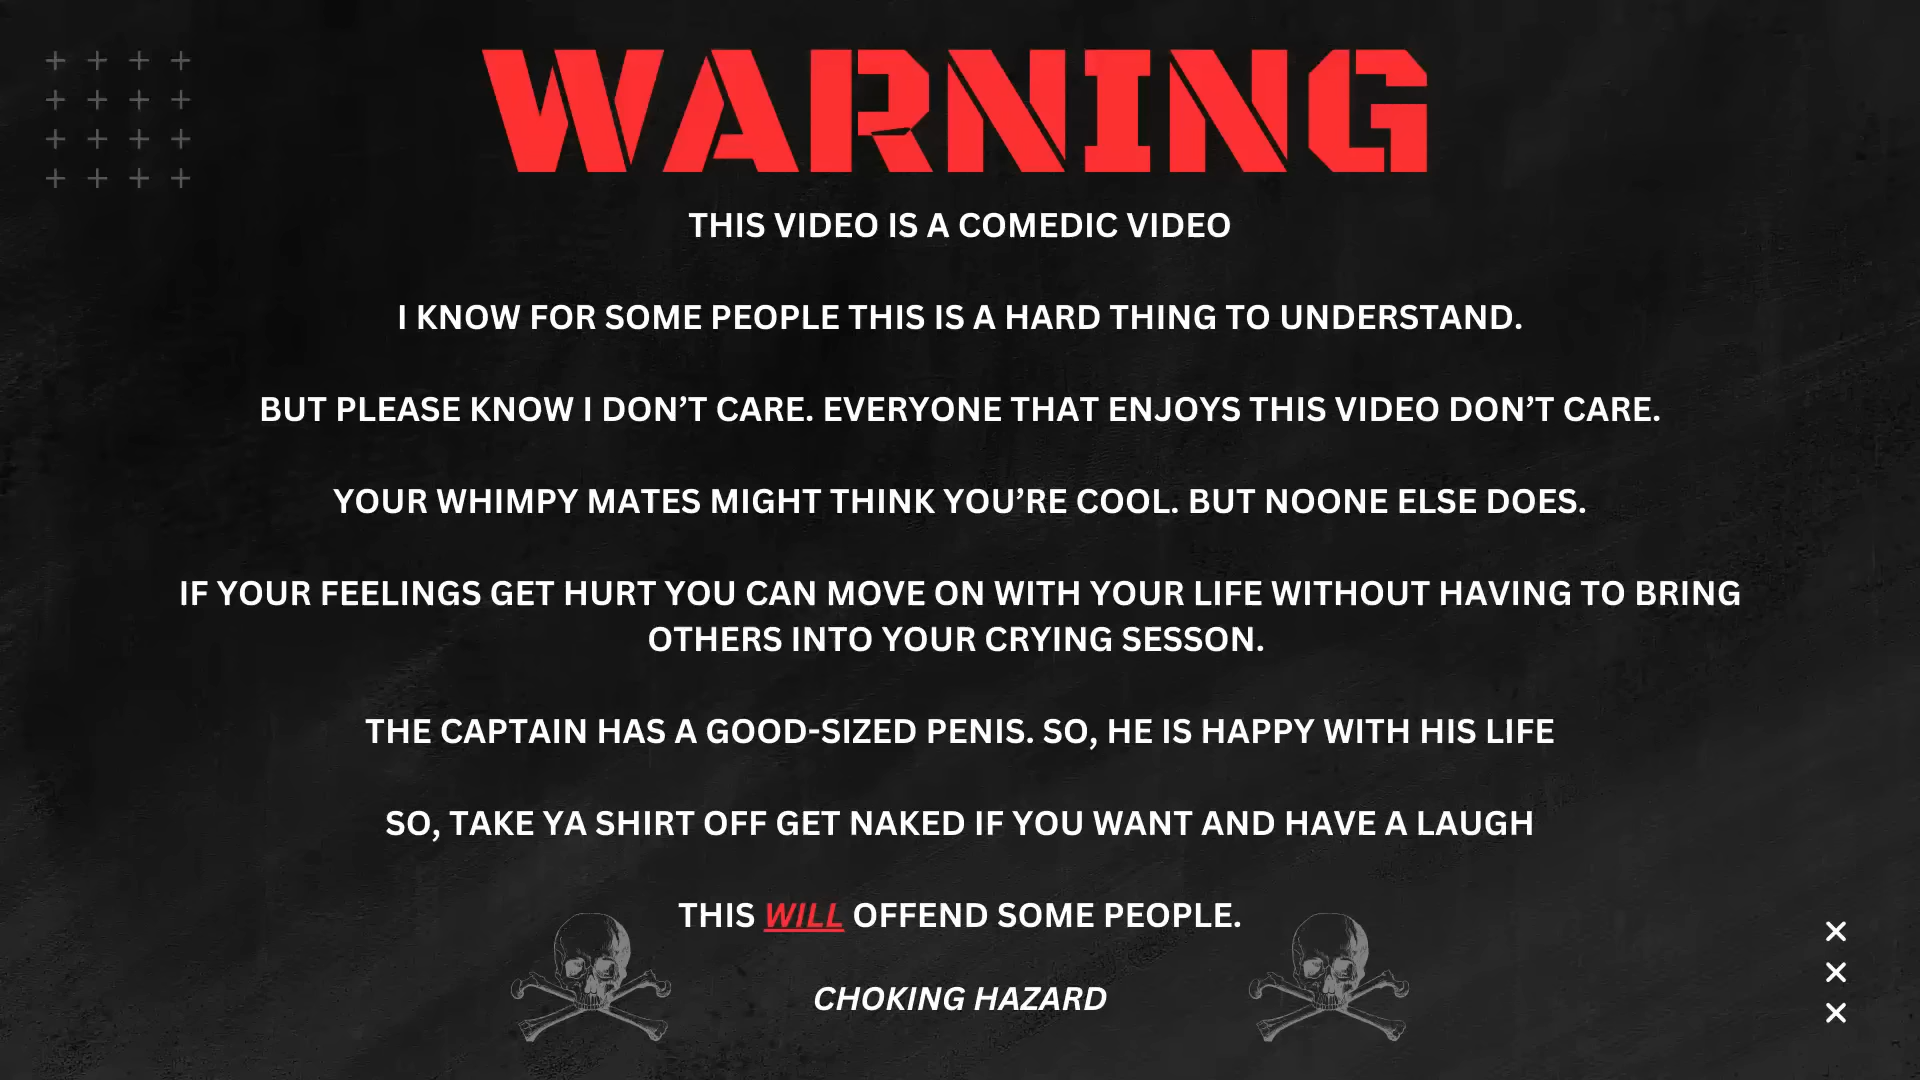 WARNING
THIS VIDEO IS A COMEDIC VIDEO
I KNOW FOR SOME PEOPLE THIS IS A HARD THING TO UNDERSTAND.
BUT PLEASE KNOW I DON’T CARE. EVERYONE THAT ENJOYS THIS VIDEO DON’T CARE.
YOUR WHIMPY MATES MIGHT THINK YOU’RE COOL. BUT NOONE ELSE DOES.
IF YOUR FEELINGS GET HURT YOU CAN MOVE ON WITH YOUR LIFE WITHOUT HAVING TO BRING
OTHERS INTO YOUR CRYING SESSON.
THE CAPTAIN HAS A GOOD-SIZED PENIS. SO, HE IS HAPPY WITH HIS LIFE
SO, TAKE YA SHIRT OFF GET NAKED IF YOU WANT AND HAVE A LAUGH
THIS WILL OFFEND SOME PEOPLE.
CHOKING HAZARD